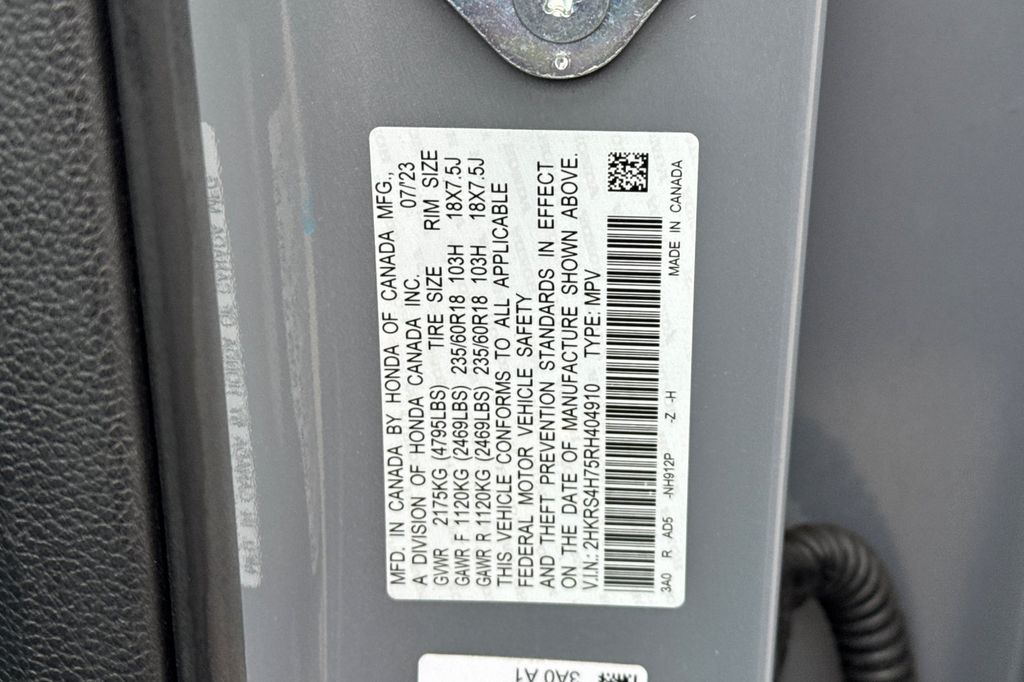 MFD. IN CANADA BY HONDA OF CANADA MFG.,
A DIVISION OF HONDA CANADA INC. 07/'23
GVWR 2175KG (4795LBS) TIRE SIZE RIM SIZE
GAWR F 1120KG (2469LBS) 235/60R18 103H 18X7.5J
GAWR R 1120KG (2469LBS) 235/60R18 103H 18X7.5J
THIS VEHICLE CONFORMS TO ALL APPLICABLE
FEDERAL MOTOR VEHICLE SAFETY
AND THEFT PREVENTION STANDARDS IN EFFECT
ON THE DATE OF MANUFACTURE SHOWN ABOVE.
V.I.N.: 2HKRS4H75RH404910 TYPE: MPV
3A0 R AD5 -NH912P -Z -H MADE IN CANADA
3A0 A1